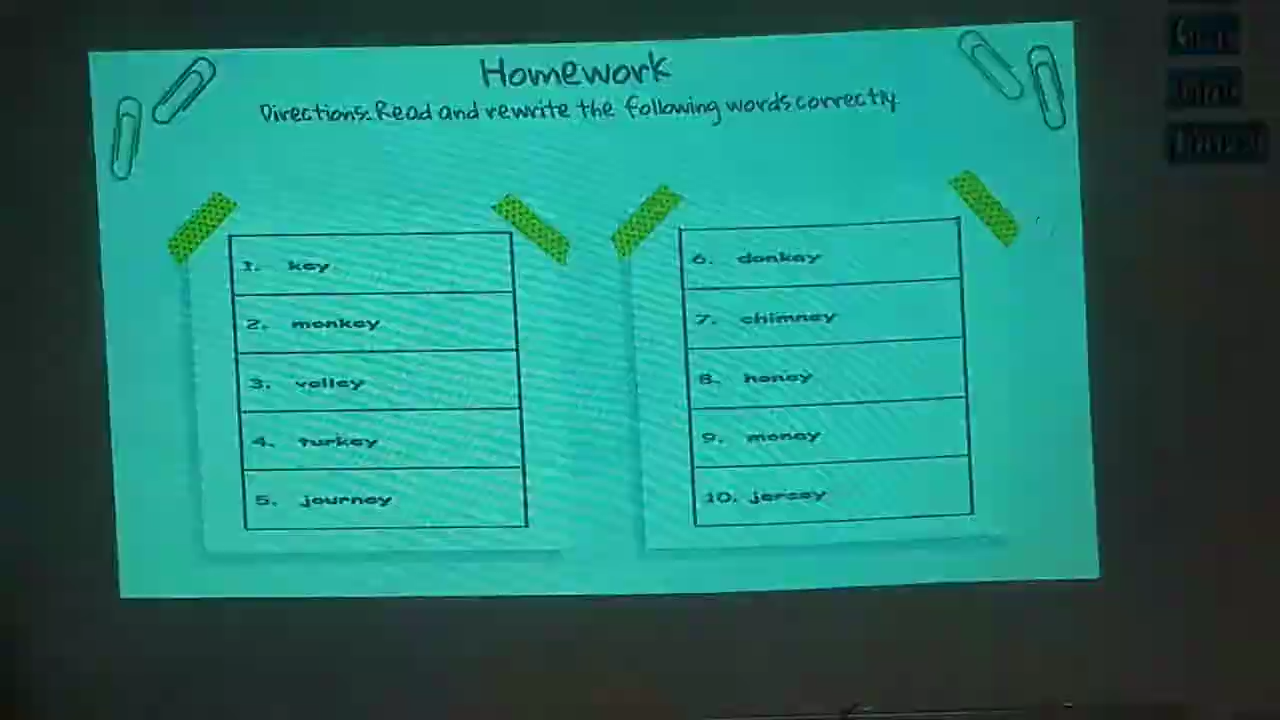 Homework
Directions: Read and rewrite the following words correctly
1. key
2. monkey
3. valley
4. turkey
5. journey
6. donkey
7. chimney
8. honey
9. money
10. jersey